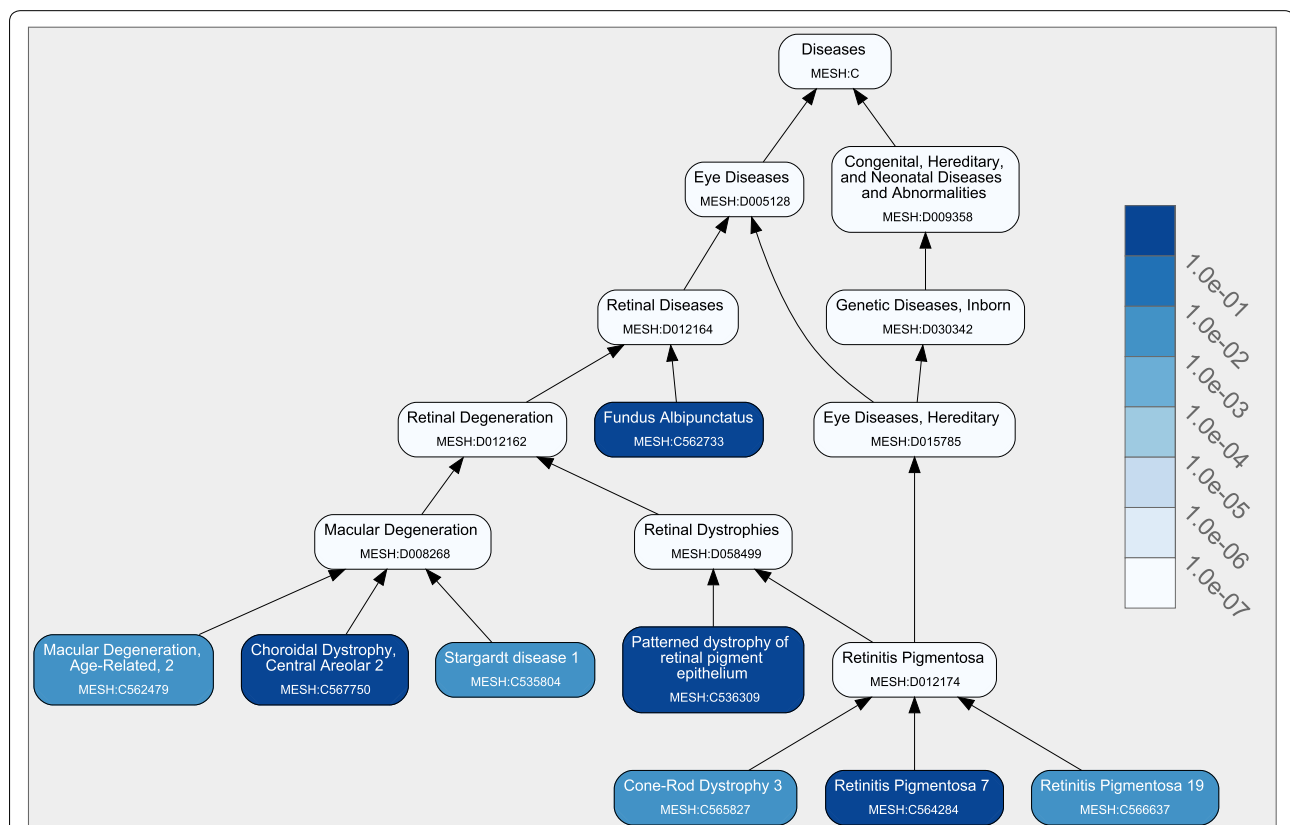 Diseases
MESH:C
Eye Diseases
MESH:D005128
Congenital, Hereditary,
and Neonatal Diseases
and Abnormalities
MESH:D009358
Retinal Diseases
MESH:D012164
Genetic Diseases, Inborn
MESH:D030342
Retinal Degeneration
MESH:D012162
Fundus Albipunctatus
MESH:C562733
Eye Diseases, Hereditary
MESH:D015785
Macular Degeneration
MESH:D008268
Retinal Dystrophies
MESH:D058499
Macular Degeneration,
Age-Related, 2
MESH:C562479
Choroidal Dystrophy,
Central Areolar 2
MESH:C567750
Stargardt disease 1
MESH:C535804
Patterned dystrophy of
retinal pigment
epithelium
MESH:C536309
Retinitis Pigmentosa
MESH:D012174
Cone-Rod Dystrophy 3
MESH:C565827
Retinitis Pigmentosa 7
MESH:C564284
Retinitis Pigmentosa 19
MESH:C566637
1.0e-01
1.0e-02
1.0e-03
1.0e-04
1.0e-05
1.0e-06
1.0e-07